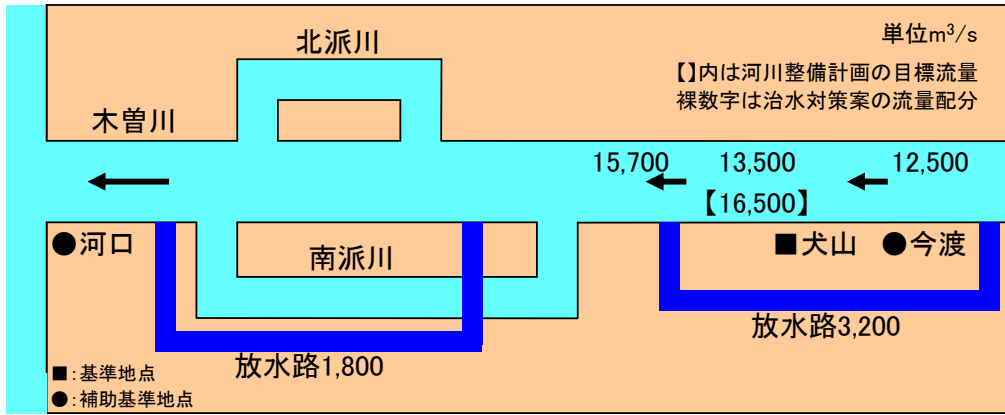 北派川
単位m³/s
【】内は河川整備計画の目標流量
裸数字は治水対策案の流量配分
木曽川
15,700 13,500 12,500
【16,500】
●河口
南派川
■犬山 ●今渡
放水路3,200
放水路1,800
■:基準地点
●:補助基準地点